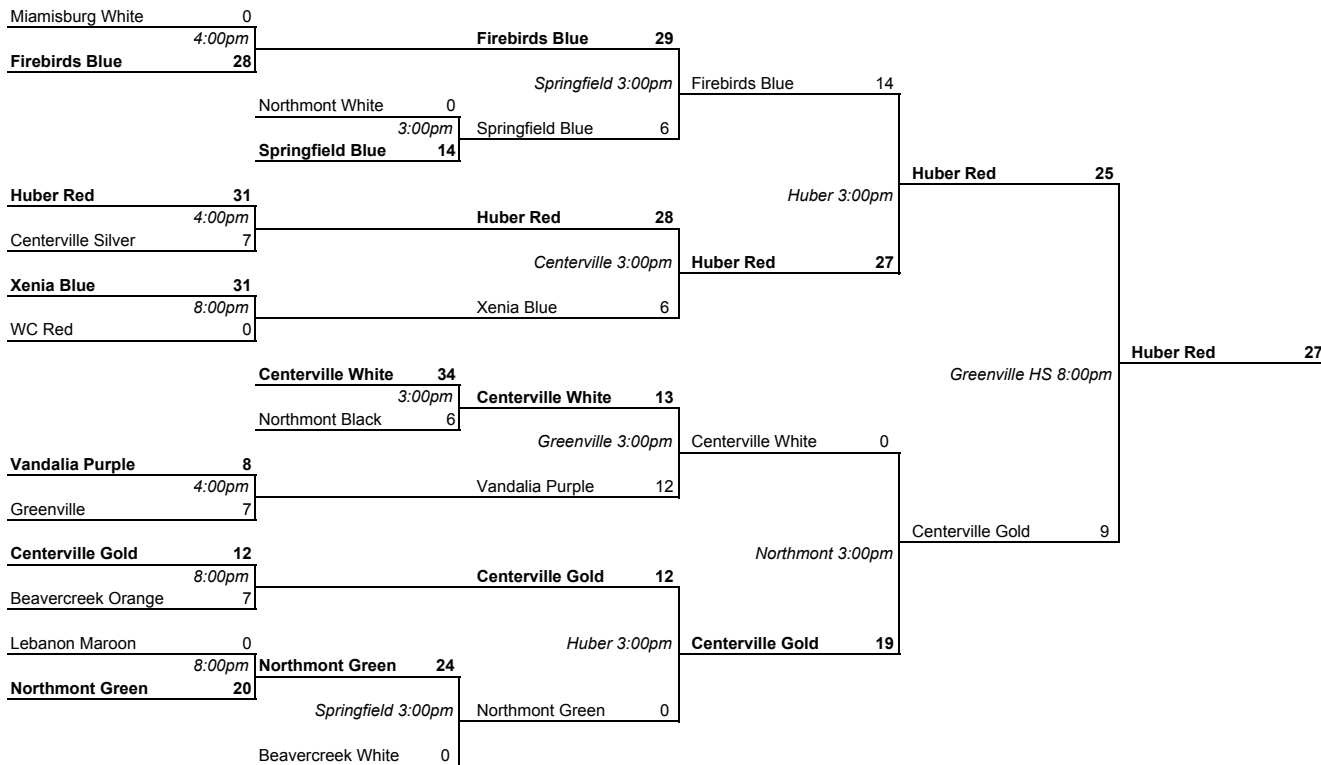 Miamisburg White 0
4:00pm Firebirds Blue 29
Firebirds Blue 28
Springfield 3:00pm Firebirds Blue 14
Northmont White 0
3:00pm Springfield Blue 6
Springfield Blue 14
Huber Red 25
Huber Red 31 Huber 3:00pm
4:00pm Huber Red 28
Centerville Silver 7
Centerville 3:00pm Huber Red 27
Xenia Blue 31
8:00pm Xenia Blue 6
WC Red 0
Huber Red 27
Centerville White 34 Greenville HS 8:00pm
3:00pm Centerville White 13
Northmont Black 6
Greenville 3:00pm Centerville White 0
Vandalia Purple 8
4:00pm Vandalia Purple 12
Greenville 7
Centerville Gold 9
Centerville Gold 12 Northmont 3:00pm
8:00pm Centerville Gold 12
Beavercreek Orange 7
Lebanon Maroon 0 Huber 3:00pm Centerville Gold 19
8:00pm Northmont Green 24
Northmont Green 20
Springfield 3:00pm Northmont Green 0
Beavercreek White 0